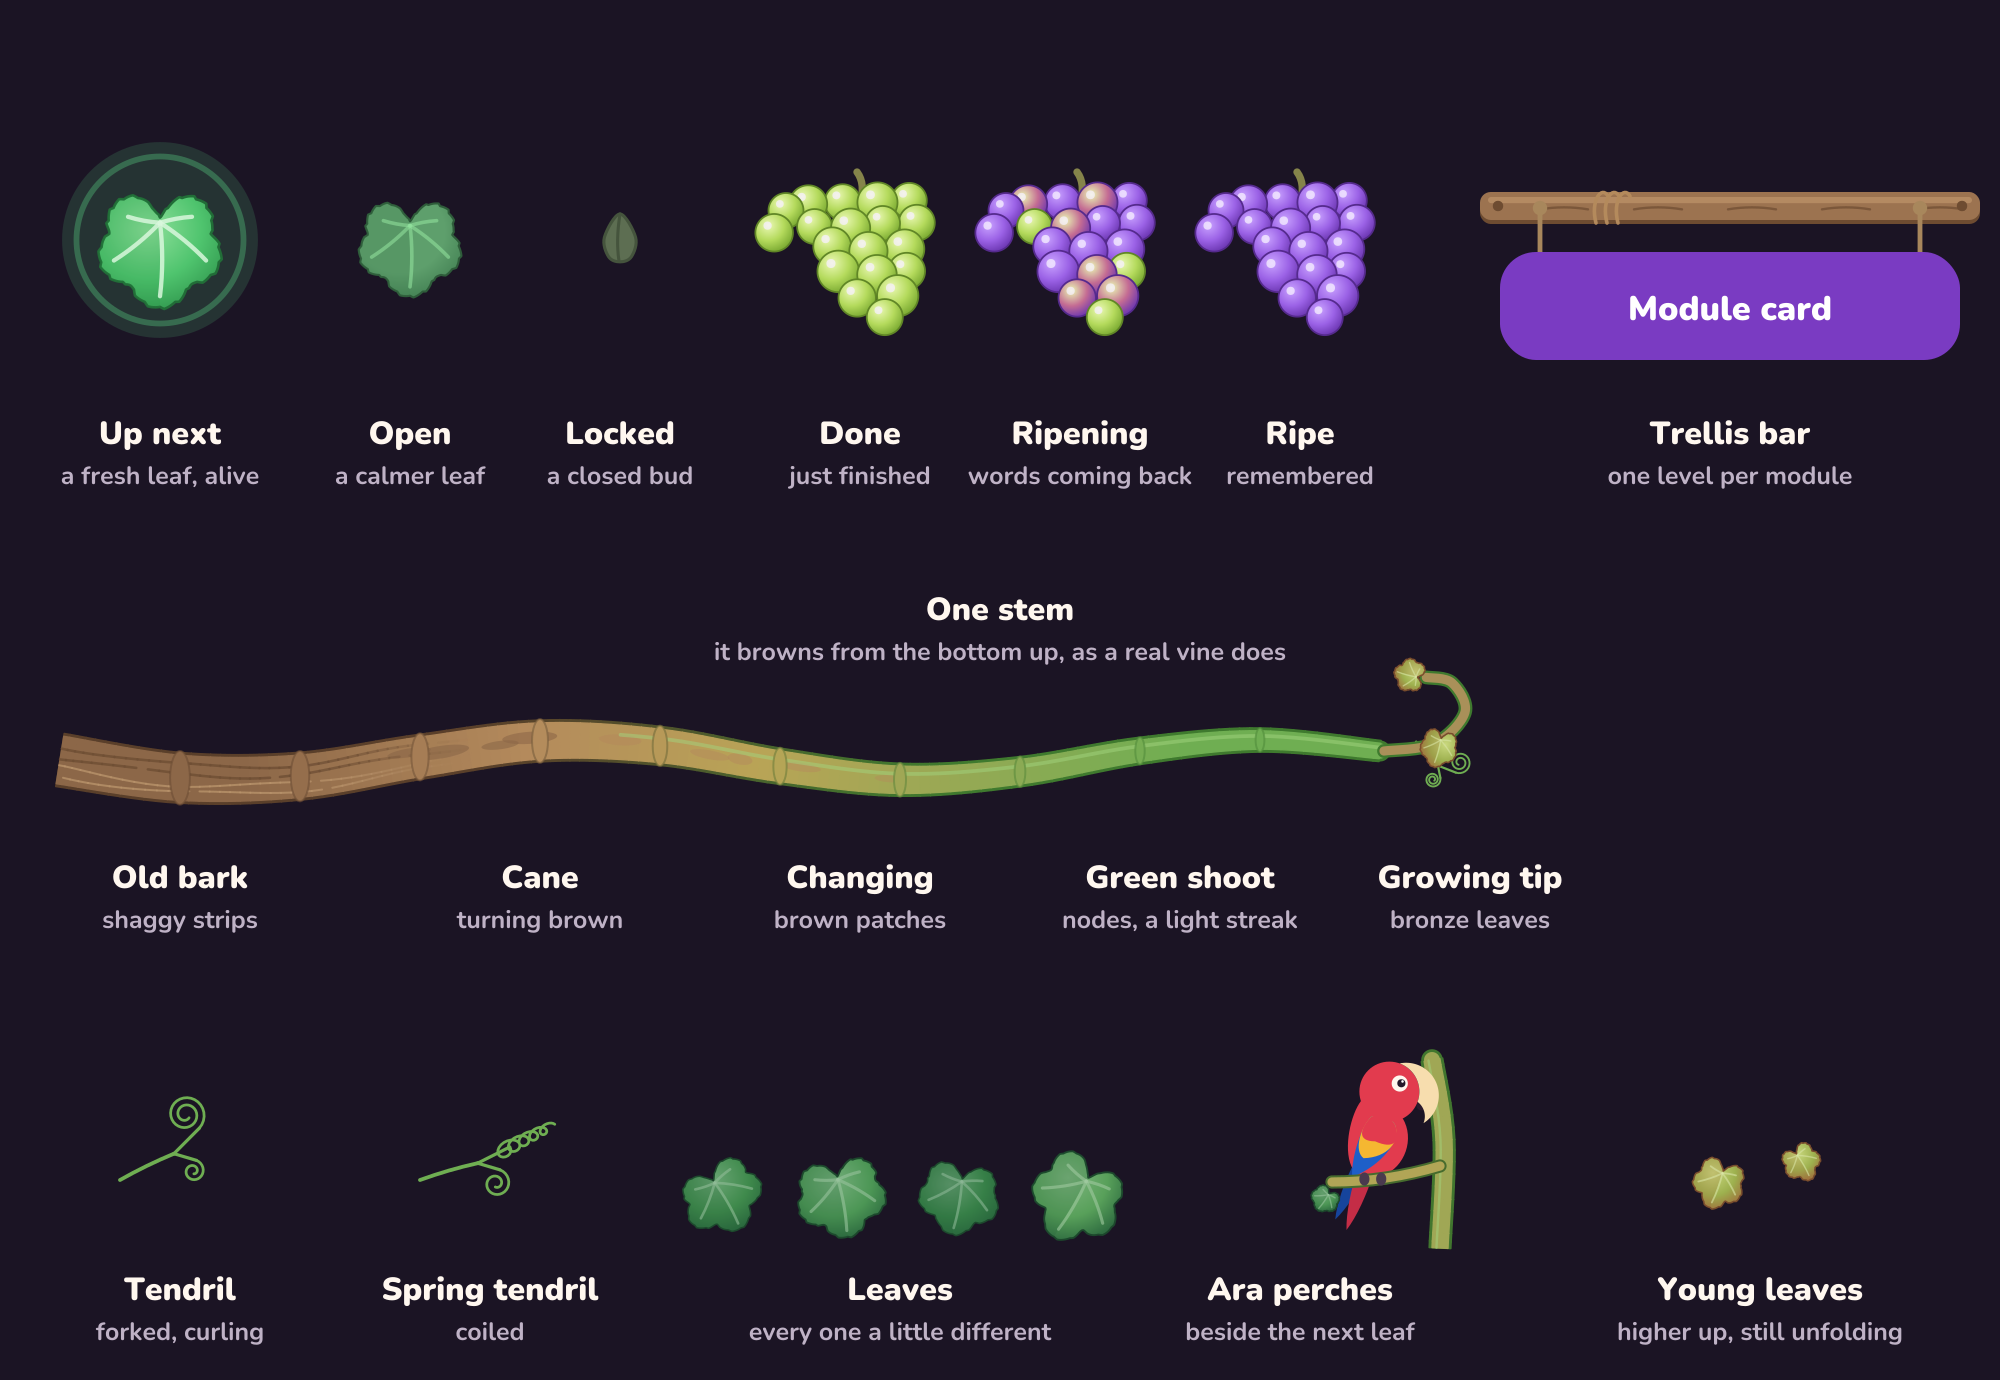 Module card
Up next
a fresh leaf, alive
Open
a calmer leaf
Locked
a closed bud
Done
just finished
Ripening
words coming back
Ripe
remembered
Trellis bar
one level per module
One stem
it browns from the bottom up, as a real vine does
Old bark
shaggy strips
Cane
turning brown
Changing
brown patches
Green shoot
nodes, a light streak
Growing tip
bronze leaves
Tendril
forked, curling
Spring tendril
coiled
Leaves
every one a little different
Ara perches
beside the next leaf
Young leaves
higher up, still unfolding